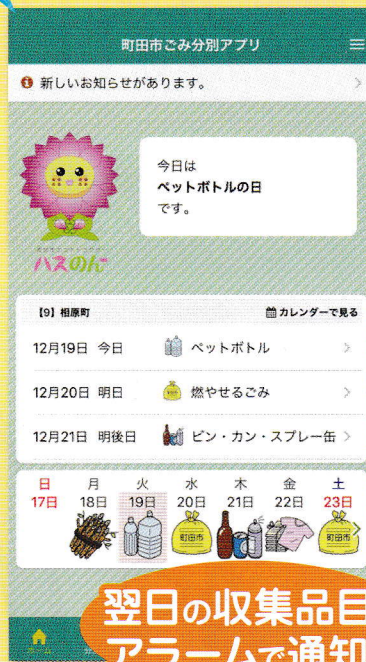 町田市ごみ分別アプリ
新しいお知らせがあります。
今日は
ペットボトルの日
です。
ハスのん
【9】相原町 カレンダーで見る
12月19日 今日 ペットボトル
12月20日 明日 燃やせるごみ
12月21日 明後日 ビン・カン・スプレー缶
日 月 火 水 木 金 土
17日 18日 19日 20日 21日 22日 23日
町田市 町田市
翌日の収集品目
アラームで通知
ホーム